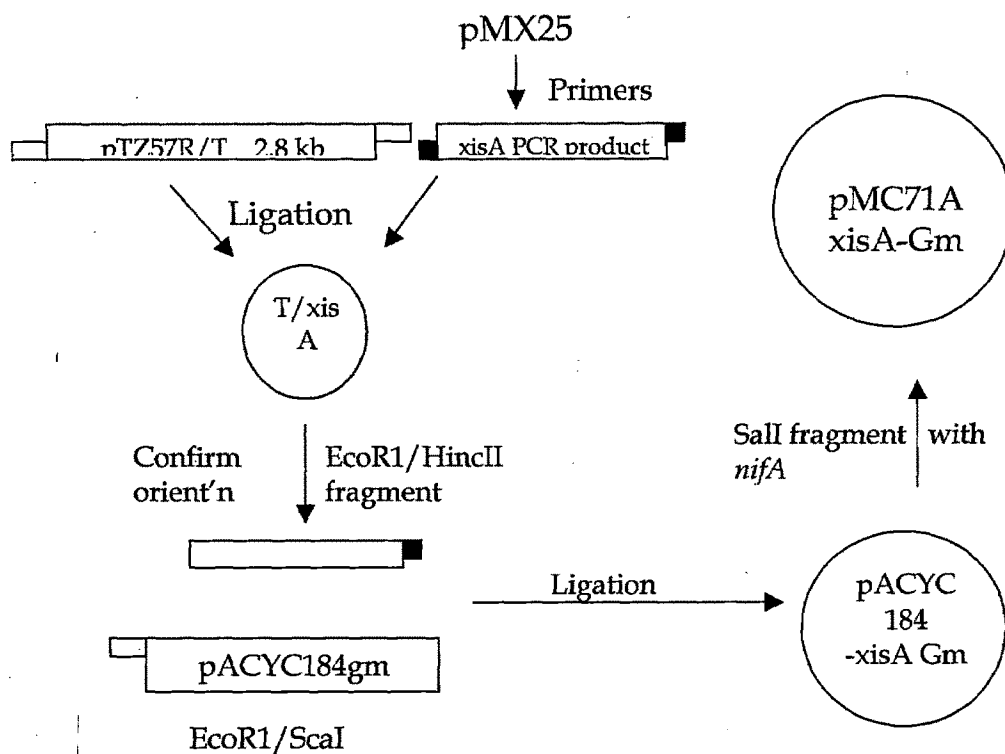 pMX25
Primers
pTZ57R/T 2.8 kb
xisA PCR product
Ligation
T/xis
A
Confirm
orient'n
EcoR1/HincII
fragment
pACYC184gm
EcoR1/ScaI
Ligation
pACYC
184
-xisA Gm
SalI fragment with
nifA
pMC71A
xisA-Gm